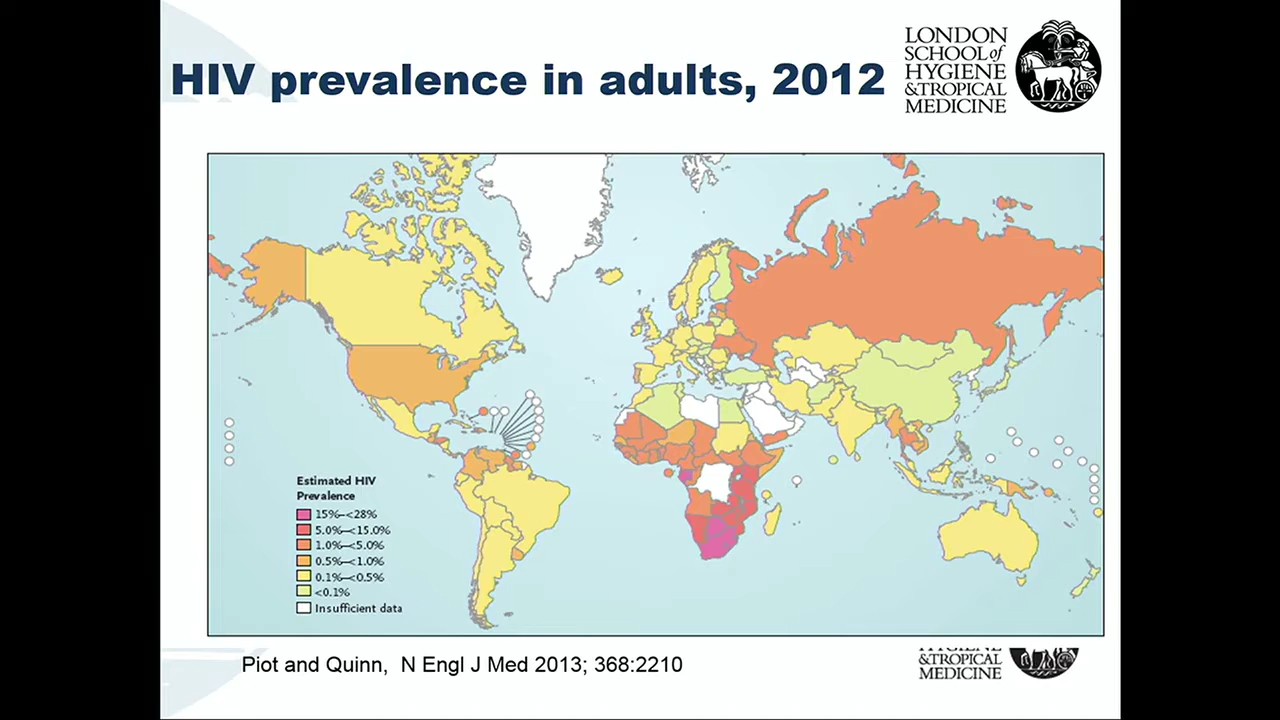 HIV prevalence in adults, 2012
LONDON
SCHOOL of
HYGIENE
&TROPICAL
MEDICINE
Estimated HIV
Prevalence
15%–<28%
5.0%–<15.0%
1.0%–<5.0%
0.5%–<1.0%
0.1%–<0.5%
<0.1%
Insufficient data
Piot and Quinn, N Engl J Med 2013; 368:2210
&TROPICAL
MEDICINE